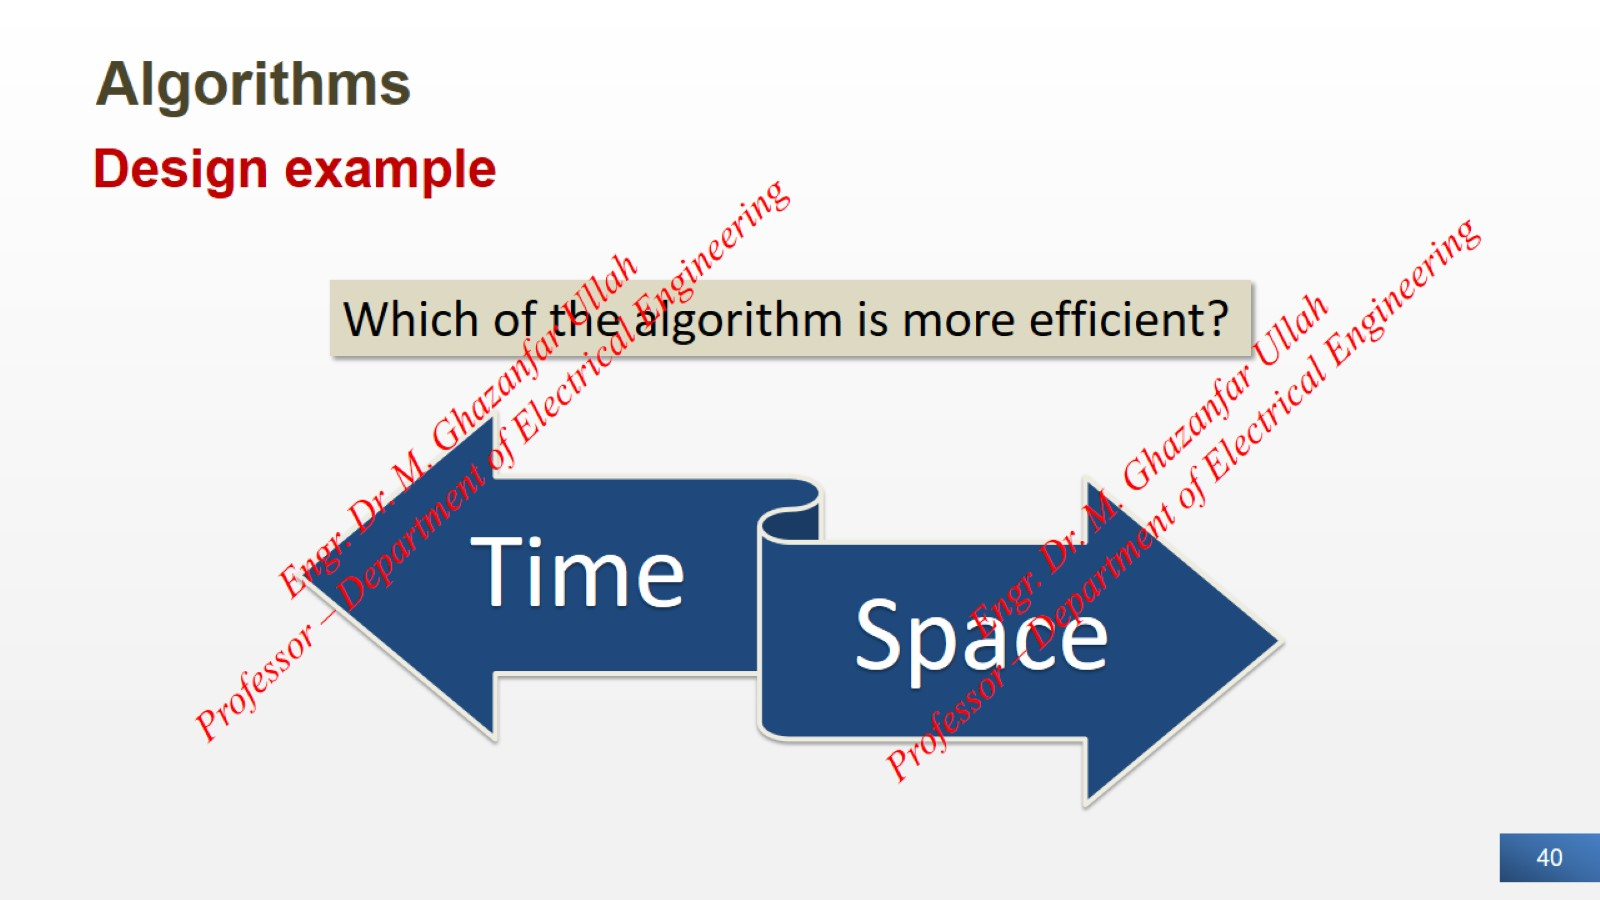 Algorithms
Design example
Which of the algorithm is more efficient?
Engr. Dr. M. Ghazanfar Ullah
Professor – Department of Electrical Engineering
Engr. Dr. M. Ghazanfar Ullah
Professor – Department of Electrical Engineering
Time
Space
40